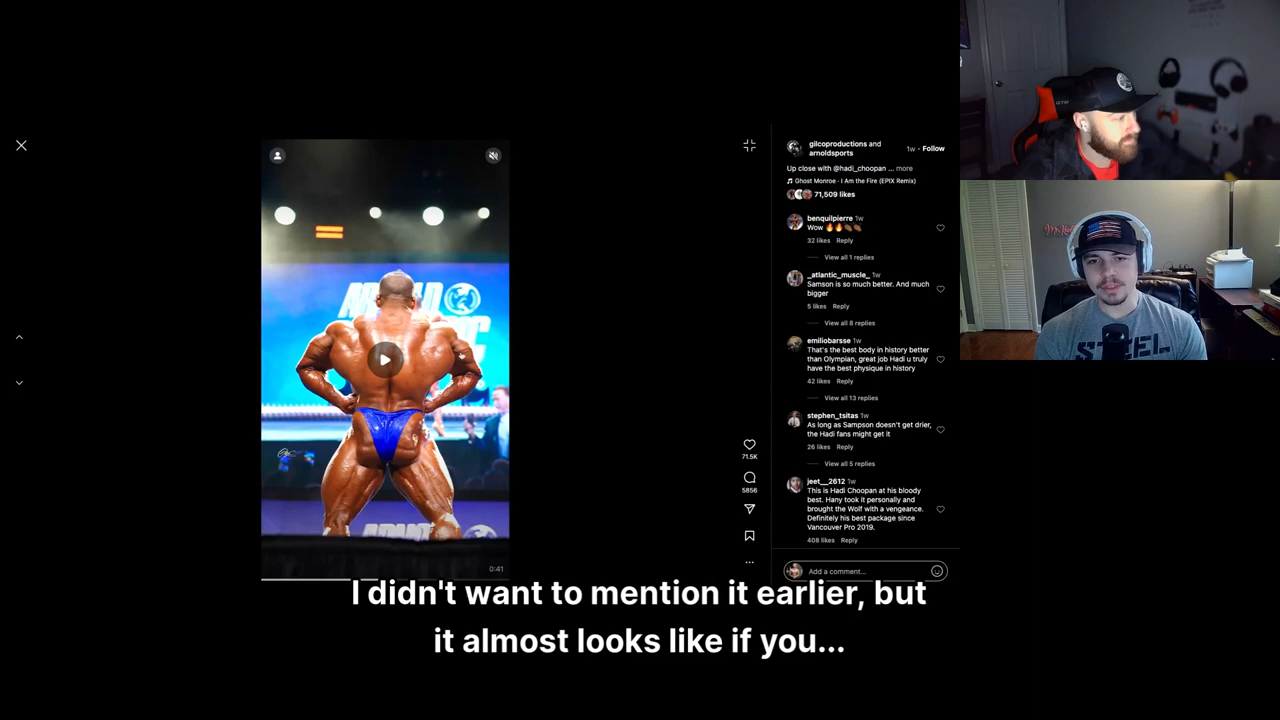 gilcoproductions and
arnoldsports
1w · Follow
Up close with @hadi_choopan ... more
Ghost Monroe · I Am the Fire (EPIX Remix)
71,509 likes
benquilpierre 1w
Wow 🔥🔥👏🏾👏🏾
32 likes Reply
View all 1 replies
_atlantic_muscle_ 1w
Samson is so much better. And much
bigger
5 likes Reply
View all 8 replies
emiliobarsse 1w
That's the best body in history better
than Olympian, great job Hadi u truly
have the best physique in history
42 likes Reply
View all 13 replies
stephen_tsitas 1w
As long as Sampson doesn't get drier,
the Hadi fans might get it
26 likes Reply
View all 5 replies
jeet__2612 1w
This is Hadi Choopan at his bloody
best. Hany took it personally and
brought the Wolf with a vengeance.
Definitely his best package since
Vancouver Pro 2019.
408 likes Reply
Add a comment...
71.5K
5856
0:41
STEEL
I didn't want to mention it earlier, but
it almost looks like if you...